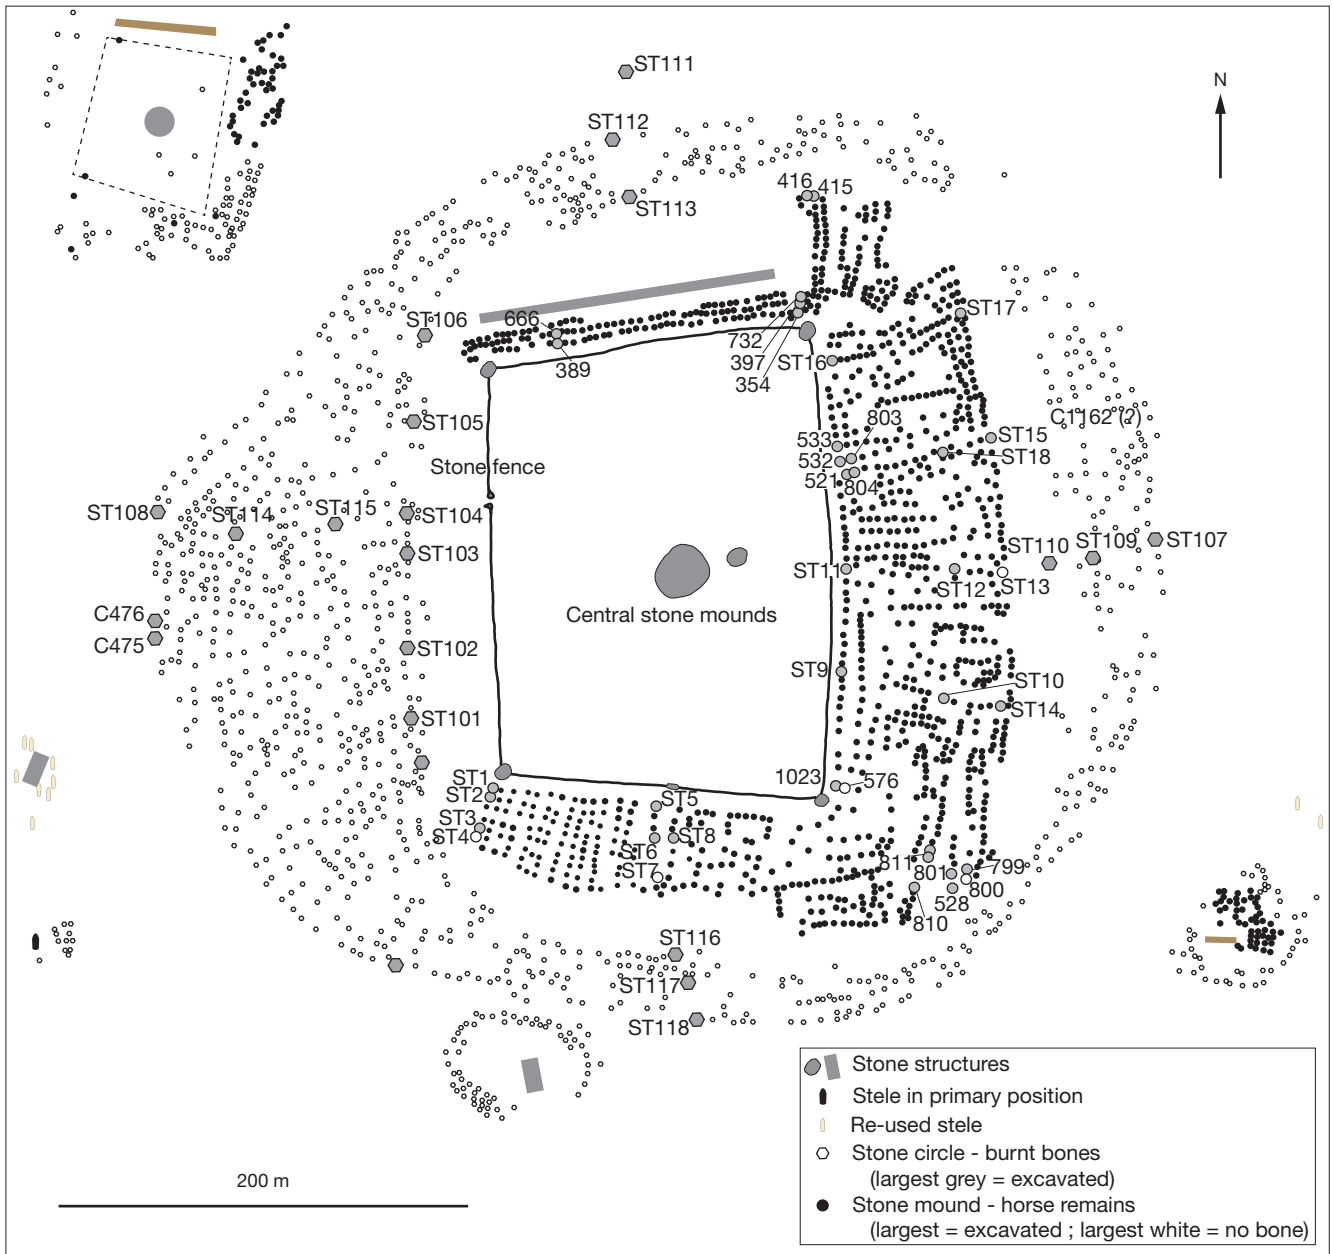 ST111
N
ST112
416 415
ST113
ST17
ST106
666
732
397
354
389
ST16
803
C1162 (?)
ST105
533
ST15
532
ST18
Stone fence
521
804
ST108
ST114
ST115
ST104
ST103
ST110
ST109
ST107
ST11
ST12
ST13
C476
Central stone mounds
C475
ST102
ST9
ST10
ST14
ST101
1023
576
ST1
ST2
ST5
ST3
ST4
ST8
ST6
ST7
811
801
799
800
528
810
ST116
ST117
ST118
Stone structures
Stele in primary position
Re-used stele
Stone circle - burnt bones
(largest grey = excavated)
Stone mound - horse remains
(largest = excavated ; largest white = no bone)
200 m